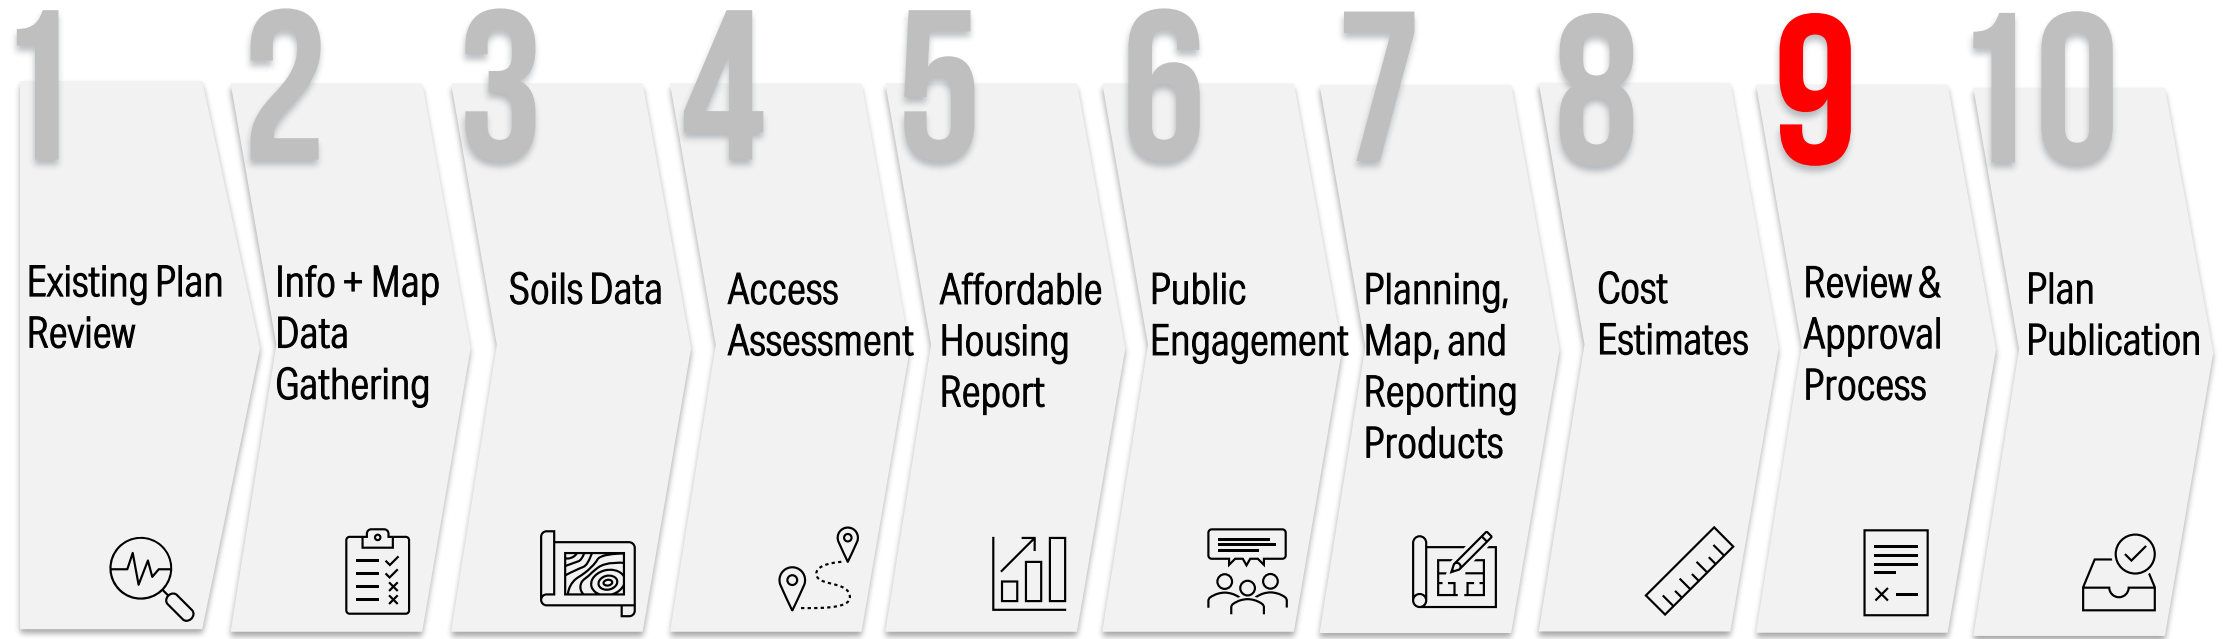 1
Existing Plan
Review
2
Info + Map
Data
Gathering
3
Soils Data
4
Access
Assessment
5
Affordable
Housing
Report
6
Public
Engagement
7
Planning,
Map, and
Reporting
Products
8
Cost
Estimates
9
Review &
Approval
Process
10
Plan
Publication